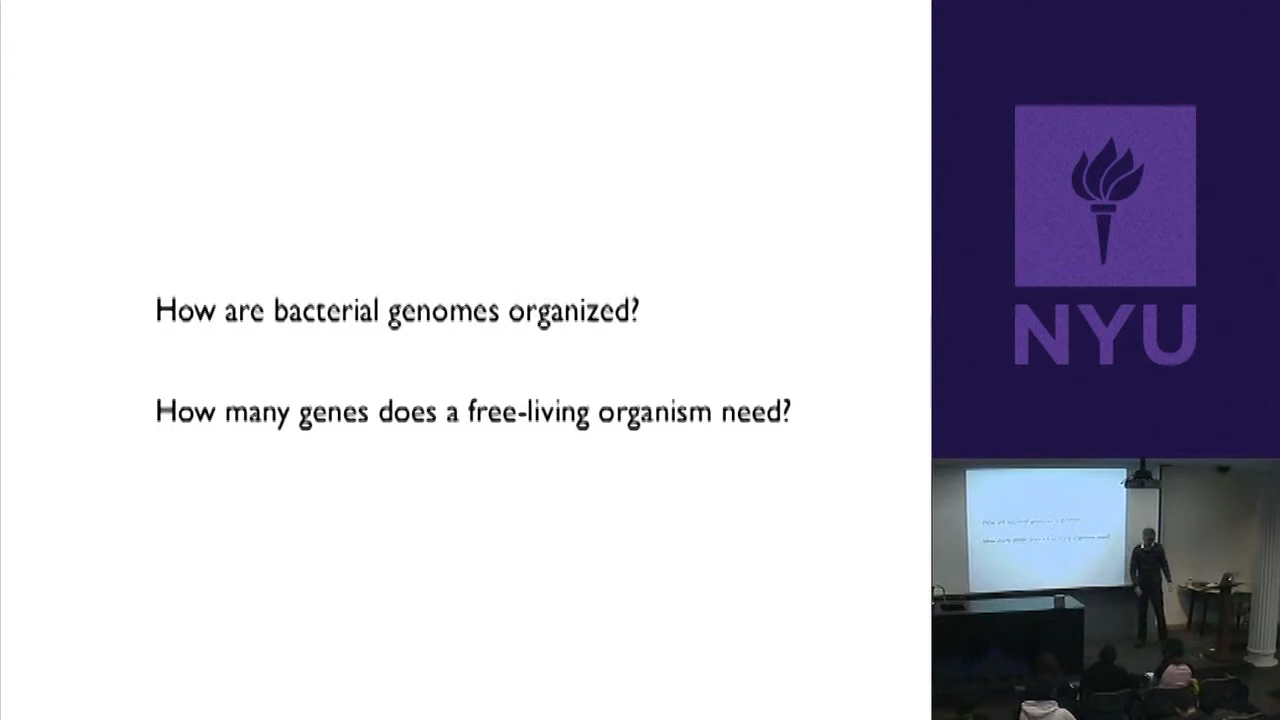 How are bacterial genomes organized?
How many genes does a free-living organism need?
NYU